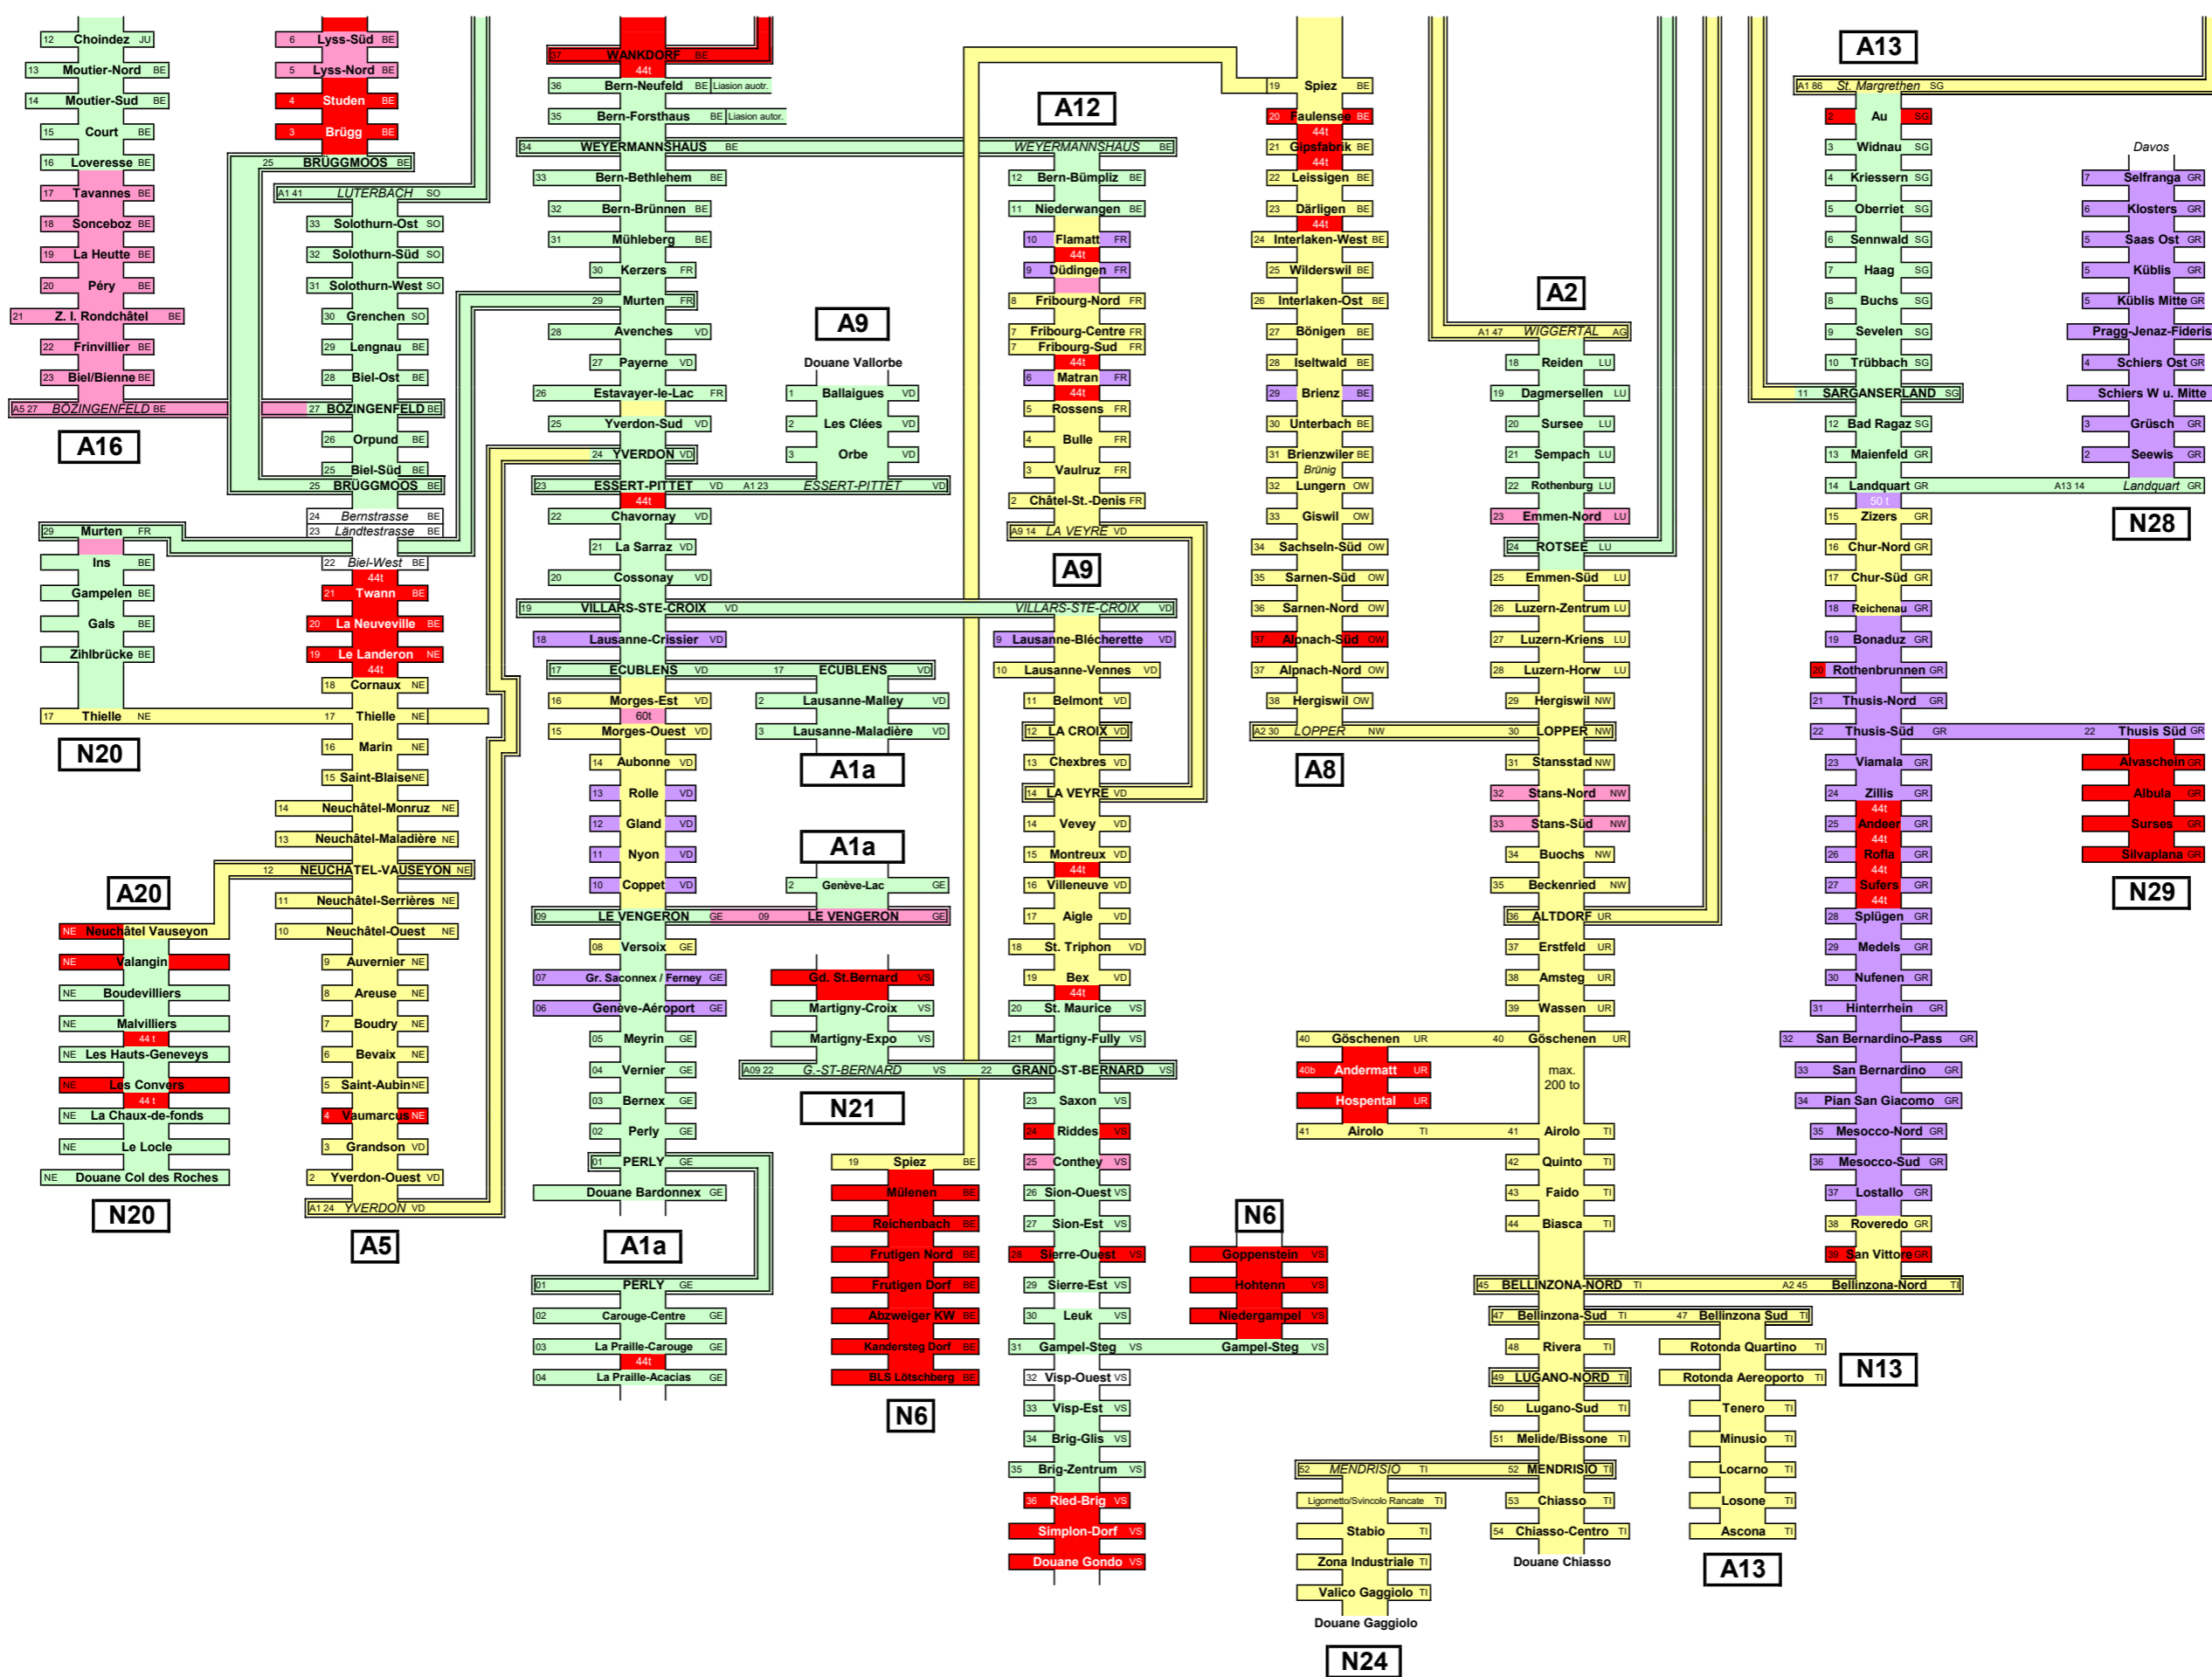 12 Choindez JU
13 Moutier-Nord BE
14 Moutier-Sud BE
15 Court BE
16 Loveresse BE
17 Tavannes BE
18 Sonceboz BE
19 La Heutte BE
20 Péry BE
21 Z. I. Rondchâtel BE
22 Frinvillier BE
23 Biel/Bienne BE
A5 27 BÖZINGENFELD BE
A16
29 Murten FR
Ins BE
Gampelen BE
Gals BE
Zihlbrücke BE
17 Thielle NE
N20
A20
NE Neuchâtel Vauseyon
NE Valangin
NE Boudevilliers
NE Malvilliers
44 t
NE Les Hauts-Geneveys
NE Les Convers
44 t
NE La Chaux-de-fonds
NE Le Locle
NE Douane Col des Roches
N20
6 Lyss-Süd BE
5 Lyss-Nord BE
4 Studen BE
3 Brügg BE
25 BRÜGGMOOS BE
A1 41 LUTERBACH SO
33 Solothurn-Ost SO
32 Solothurn-Süd SO
31 Solothurn-West SO
30 Grenchen SO
29 Lengnau BE
28 Biel-Ost BE
27 BÖZINGENFELD BE
26 Orpund BE
25 Biel-Süd BE
25 BRÜGGMOOS BE
24 Bernstrasse BE
23 Ländtestrasse BE
22 Biel-West BE
44t
21 Twann BE
20 La Neuveville BE
19 Le Landeron NE
44t
18 Cornaux NE
17 Thielle NE
16 Marin NE
15 Saint-Blaise NE
14 Neuchâtel-Monruz NE
13 Neuchâtel-Maladière NE
12 NEUCHATEL-VAUSEYON NE
11 Neuchâtel-Serrières NE
10 Neuchâtel-Ouest NE
9 Auvernier NE
8 Areuse NE
7 Boudry NE
6 Bevaix NE
5 Saint-Aubin NE
4 Vaumarcus NE
3 Grandson VD
2 Yverdon-Ouest VD
A1 24 YVERDON VD
A5
37 WANKDORF BE
44t
36 Bern-Neufeld BE Liasion auotr.
35 Bern-Forsthaus BE Liasion autor.
34 WEYERMANNSHAUS BE
33 Bern-Bethlehem BE
32 Bern-Brünnen BE
31 Mühleberg BE
30 Kerzers FR
29 Murten FR
28 Avenches VD
27 Payerne VD
26 Estavayer-le-Lac FR
25 Yverdon-Sud VD
24 YVERDON VD
23 ESSERT-PITTET VD
44t
22 Chavornay VD
21 La Sarraz VD
20 Cossonay VD
19 VILLARS-STE-CROIX VD
18 Lausanne-Crissier VD
17 ECUBLENS VD
16 Morges-Est VD
60t
15 Morges-Ouest VD
14 Aubonne VD
13 Rolle VD
12 Gland VD
11 Nyon VD
10 Coppet VD
09 LE VENGERON GE
08 Versoix GE
07 Gr. Saconnex / Ferney GE
06 Genève-Aéroport GE
05 Meyrin GE
04 Vernier GE
03 Bernex GE
02 Perly GE
01 PERLY GE
Douane Bardonnex GE
A1a
01 PERLY GE
02 Carouge-Centre GE
03 La Praille-Carouge GE
44t
04 La Praille-Acacias GE
A9
Douane Vallorbe
1 Ballaigues VD
2 Les Clées VD
3 Orbe VD
A1 23 ESSERT-PITTET VD
17 ECUBLENS VD
2 Lausanne-Malley VD
3 Lausanne-Maladière VD
A1a
A1a
2 Genève-Lac GE
09 LE VENGERON GE
Gd. St.Bernard VS
Martigny-Croix VS
Martigny-Expo VS
A09 22 G.-ST-BERNARD VS
N21
19 Spiez BE
Mülenen BE
Reichenbach BE
Frutigen Nord BE
Frutigen Dorf BE
Abzweiger KW BE
Kandersteg Dorf BE
BLS Lötschberg BE
N6
A12
WEYERMANNSHAUS BE
12 Bern-Bümpliz BE
11 Niederwangen BE
10 Flamatt FR
44t
9 Düdingen FR
8 Fribourg-Nord FR
7 Fribourg-Centre FR
7 Fribourg-Sud FR
44t
6 Matran FR
44t
5 Rossens FR
4 Bulle FR
3 Vaulruz FR
2 Châtel-St.-Denis FR
A9 14 LA VEYRE VD
A9
VILLARS-STE-CROIX VD
9 Lausanne-Blécherette VD
10 Lausanne-Vennes VD
11 Belmont VD
12 LA CROIX VD
13 Chexbres VD
14 LA VEYRE VD
14 Vevey VD
15 Montreux VD
44t
16 Villeneuve VD
17 Aigle VD
18 St. Triphon VD
19 Bex VD
44t
20 St. Maurice VS
21 Martigny-Fully VS
22 GRAND-ST-BERNARD VS
23 Saxon VS
24 Riddes VS
25 Conthey VS
26 Sion-Ouest VS
27 Sion-Est VS
28 Sierre-Ouest VS
29 Sierre-Est VS
30 Leuk VS
31 Gampel-Steg VS
32 Visp-Ouest VS
33 Visp-Est VS
34 Brig-Glis VS
35 Brig-Zentrum VS
36 Ried-Brig VS
Simplon-Dorf VS
Douane Gondo VS
N6
Goppenstein VS
Hohtenn VS
Niedergampel VS
Gampel-Steg VS
19 Spiez BE
20 Faulensee BE
44t
21 Gipsfabrik BE
44t
22 Leissigen BE
23 Därligen BE
44t
24 Interlaken-West BE
25 Wilderswil BE
26 Interlaken-Ost BE
27 Bönigen BE
28 Iseltwald BE
29 Brienz BE
30 Unterbach BE
31 Brienzwiler BE
Brünig
32 Lungern OW
33 Giswil OW
34 Sachseln-Süd OW
35 Sarnen-Süd OW
36 Sarnen-Nord OW
37 Alpnach-Süd OW
37 Alpnach-Nord OW
38 Hergiswil OW
A2 30 LOPPER NW
A8
40 Göschenen UR
40b Andermatt UR
Hospental UR
41 Airolo TI
52 MENDRISIO TI
Ligornetto/Svincolo Rancate TI
Stabio TI
Zona Industriale TI
Valico Gaggiolo TI
Douane Gaggiolo
N24
A2
A1 47 WIGGERTAL AG
18 Reiden LU
19 Dagmersellen LU
20 Sursee LU
21 Sempach LU
22 Rothenburg LU
23 Emmen-Nord LU
24 ROTSEE LU
25 Emmen-Süd LU
26 Luzern-Zentrum LU
27 Luzern-Kriens LU
28 Luzern-Horw LU
29 Hergiswil NW
30 LOPPER NW
31 Stansstad NW
32 Stans-Nord NW
33 Stans-Süd NW
34 Buochs NW
35 Beckenried NW
36 ALTDORF UR
37 Erstfeld UR
38 Amsteg UR
39 Wassen UR
40 Göschenen UR
max.
200 to
41 Airolo TI
42 Quinto TI
43 Faido TI
44 Biasca TI
45 BELLINZONA-NORD TI
47 Bellinzona-Sud TI
48 Rivera TI
49 LUGANO-NORD TI
50 Lugano-Sud TI
51 Melide/Bissone TI
52 MENDRISIO TI
53 Chiasso TI
54 Chiasso-Centro TI
Douane Chiasso
47 Bellinzona Sud TI
Rotonda Quartino TI
Rotonda Aereoporto TI
Tenero TI
Minusio TI
Locarno TI
Losone TI
Ascona TI
A13
N13
A13
A1 86 St. Margrethen SG
2 Au SG
3 Widnau SG
4 Kriessern SG
5 Oberriet SG
6 Sennwald SG
7 Haag SG
8 Buchs SG
9 Sevelen SG
10 Trübbach SG
11 SARGANSERLAND SG
12 Bad Ragaz SG
13 Maienfeld GR
14 Landquart GR
50 t
15 Zizers GR
16 Chur-Nord GR
17 Chur-Süd GR
18 Reichenau GR
19 Bonaduz GR
20 Rothenbrunnen GR
21 Thusis-Nord GR
22 Thusis-Süd GR
23 Viamala GR
24 Zillis GR
44t
25 Andeer GR
44t
26 Rofla GR
44t
27 Sufers GR
44t
28 Splügen GR
29 Medels GR
30 Nufenen GR
31 Hinterrhein GR
32 San Bernardino-Pass GR
33 San Bernardino GR
34 Pian San Giacomo GR
35 Mesocco-Nord GR
36 Mesocco-Sud GR
37 Lostallo GR
38 Roveredo GR
39 San Vittore GR
A2 45 Bellinzona-Nord TI
Davos
7 Selfranga GR
6 Klosters GR
5 Saas Ost GR
5 Küblis GR
5 Küblis Mitte GR
Pragg-Jenaz-Fideris
4 Schiers Ost GR
Schiers W u. Mitte
3 Grüsch GR
2 Seewis GR
A13 14 Landquart GR
N28
22 Thusis Süd GR
Alvaschein GR
Albula GR
Surses GR
Silvaplana GR
N29